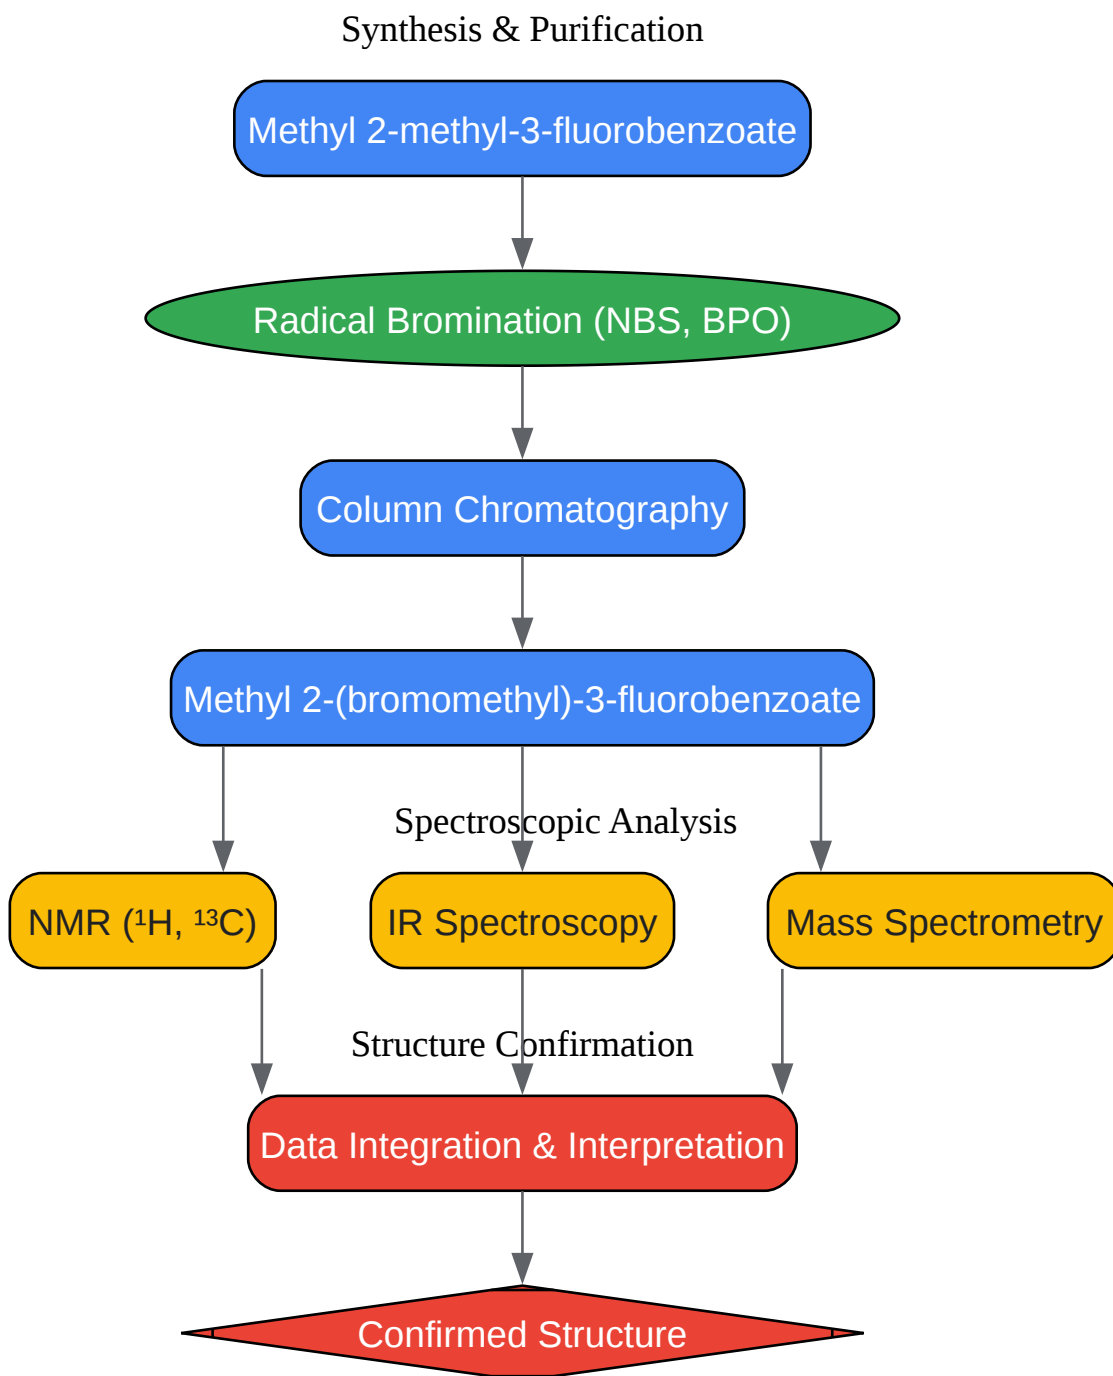 Synthesis & Purification
Methyl 2-methyl-3-fluorobenzoate
Radical Bromination (NBS, BPO)
Column Chromatography
Methyl 2-(bromomethyl)-3-fluorobenzoate
Spectroscopic Analysis
NMR (¹H, ¹³C)
IR Spectroscopy
Mass Spectrometry
Structure Confirmation
Data Integration & Interpretation
Confirmed Structure